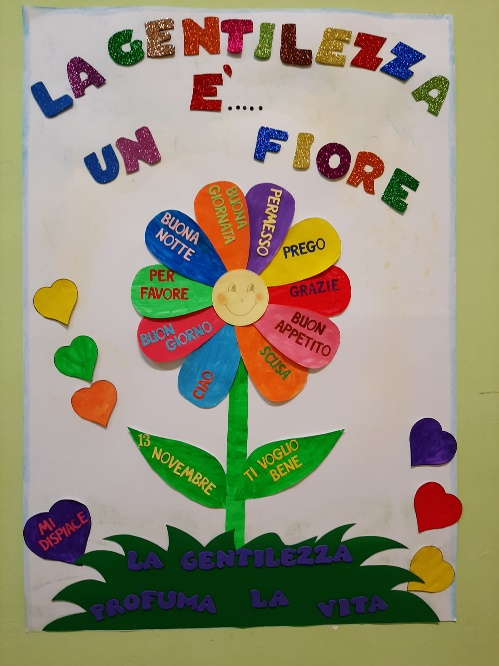 LA GENTILEZZA
E'.....
UN FIORE
BUONA
GIORNATA
PERMESSO
PREGO
GRAZIE
BUON
APPETITO
SCUSA
CIAO
BUON
GIORNO
PER
FAVORE
BUONA
NOTTE
13
NOVEMBRE
TI VOGLIO
BENE
MI
DISPIACE
LA GENTILEZZA
PROFUMA LA VITA